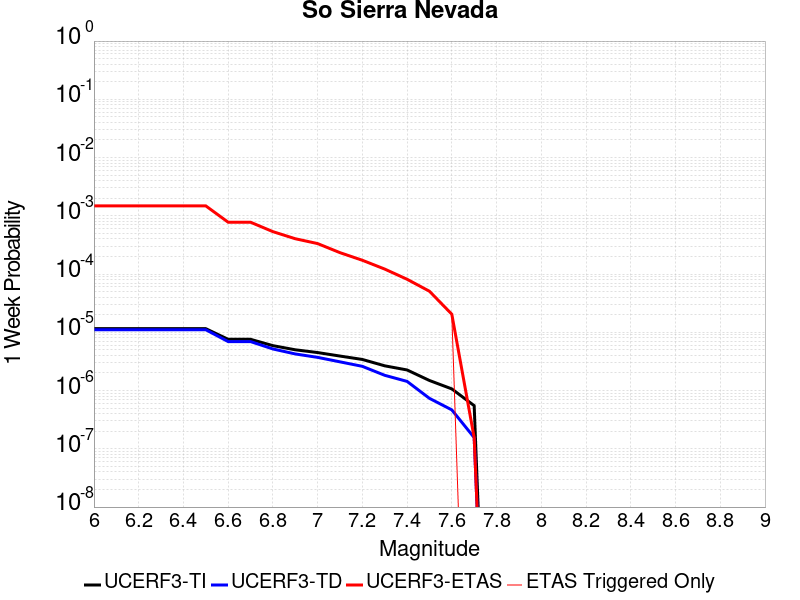 So Sierra Nevada
10^0
10^-1
10^-2
10^-3
10^-4
10^-5
10^-6
10^-7
10^-8
1 Week Probability
6 6.2 6.4 6.6 6.8 7 7.2 7.4 7.6 7.8 8 8.2 8.4 8.6 8.8 9
Magnitude
UCERF3-TI UCERF3-TD UCERF3-ETAS ETAS Triggered Only